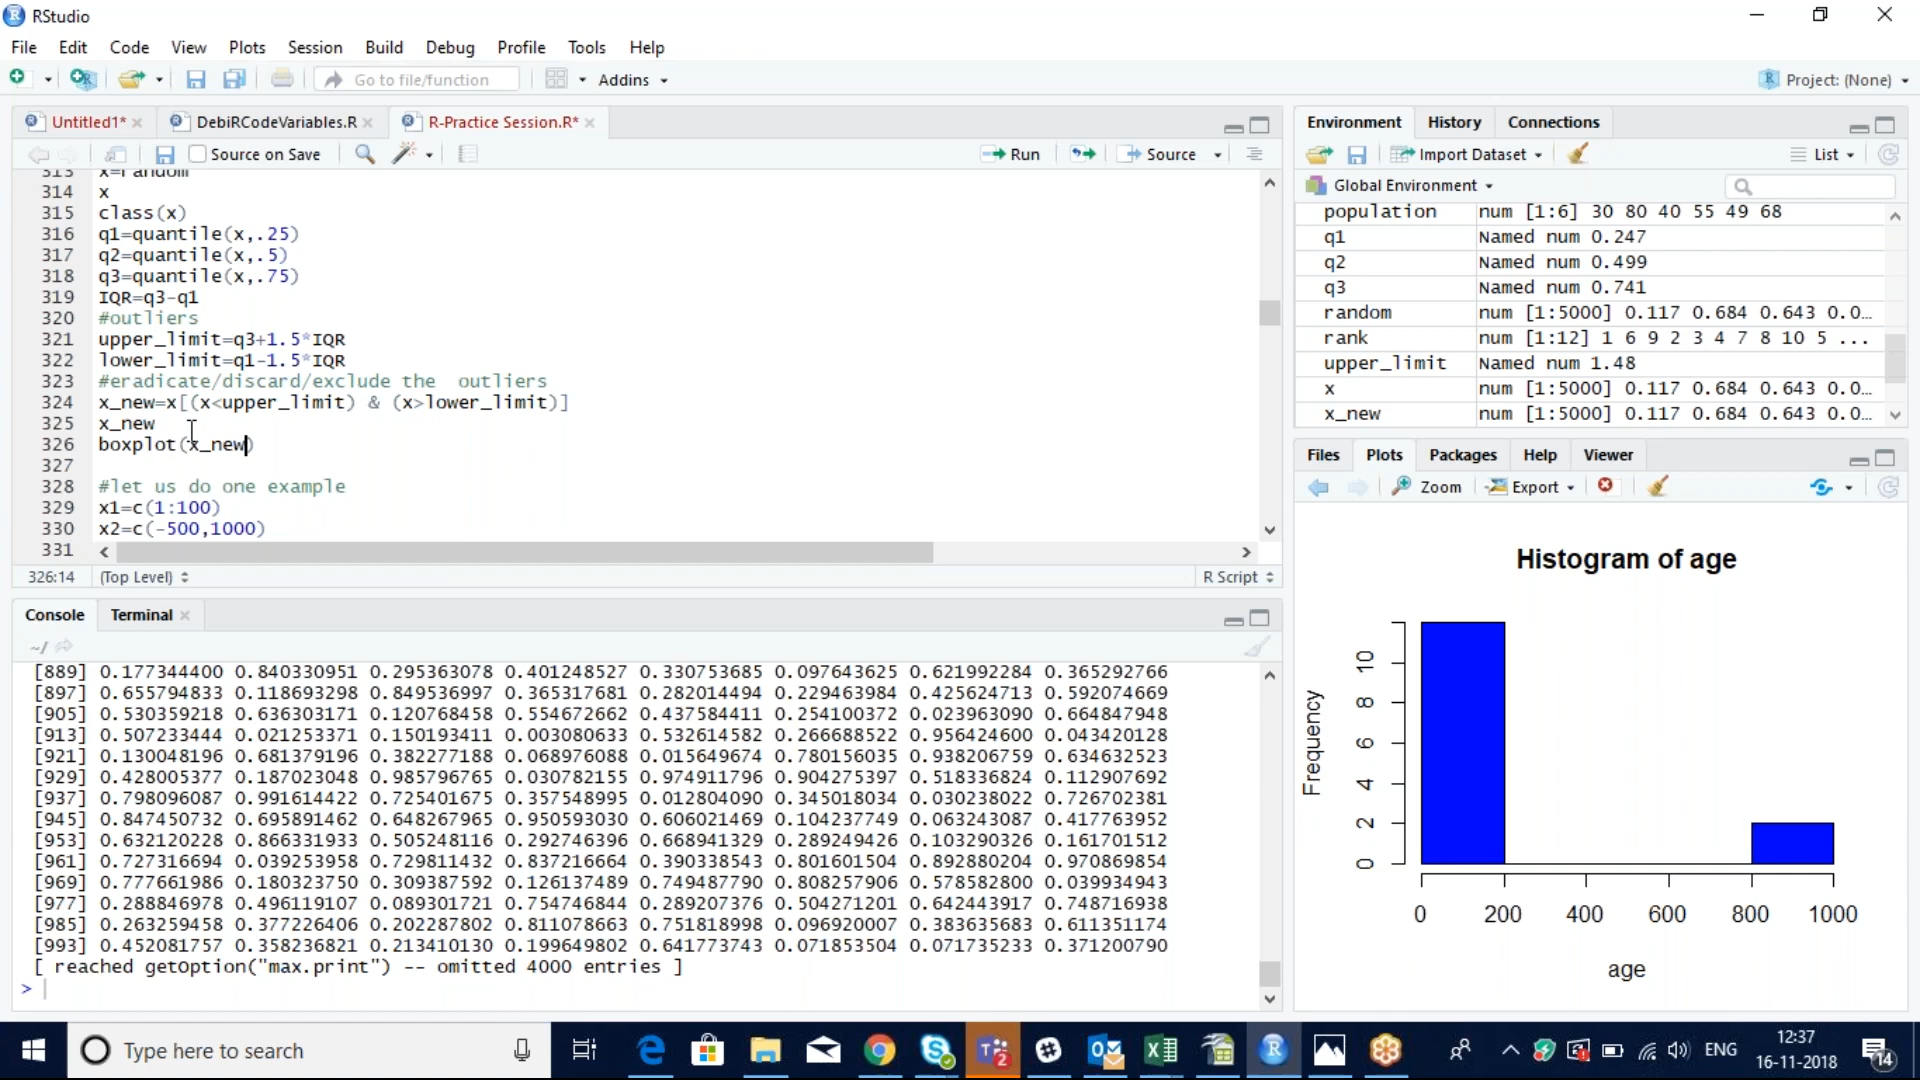 RStudio
File Edit Code View Plots Session Build Debug Profile Tools Help
Go to file/function Addins Project: (None)
Untitled1* DebiRCodeVariables.R R-Practice Session.R*
Source on Save Run Source
313 x=random
314 x
315 class(x)
316 q1=quantile(x,.25)
317 q2=quantile(x,.5)
318 q3=quantile(x,.75)
319 IQR=q3-q1
320 #outliers
321 upper_limit=q3+1.5*IQR
322 lower_limit=q1-1.5*IQR
323 #eradicate/discard/exclude the  outliers
324 x_new=x[(x<upper_limit) & (x>lower_limit)]
325 x_new
326 boxplot(x_new)
327
328 #let us do one example
329 x1=c(1:100)
330 x2=c(-500,1000)
331
326:14 (Top Level) R Script
Console Terminal
~/
[889] 0.177344400 0.840330951 0.295363078 0.401248527 0.330753685 0.097643625 0.621992284 0.365292766
[897] 0.655794833 0.118693298 0.849536997 0.365317681 0.282014494 0.229463984 0.425624713 0.592074669
[905] 0.530359218 0.636303171 0.120768458 0.554672662 0.437584411 0.254100372 0.023963090 0.664847948
[913] 0.507233444 0.021253371 0.150193411 0.003080633 0.532614582 0.266688522 0.956424600 0.043420128
[921] 0.130048196 0.681379196 0.382277188 0.068976088 0.015649674 0.780156035 0.938206759 0.634632523
[929] 0.428005377 0.187023048 0.985796765 0.030782155 0.974911796 0.904275397 0.518336824 0.112907692
[937] 0.798096087 0.991614422 0.725401675 0.357548995 0.012804090 0.345018034 0.030238022 0.726702381
[945] 0.847450732 0.695891462 0.648267965 0.950593030 0.606021469 0.104237749 0.063243087 0.417763952
[953] 0.632120228 0.866331933 0.505248116 0.292746396 0.668941329 0.289249426 0.103290326 0.161701512
[961] 0.727316694 0.039253958 0.729811432 0.837216664 0.390338543 0.801601504 0.892880204 0.970869854
[969] 0.777661986 0.180323750 0.309387592 0.126137489 0.749487790 0.808257906 0.578582800 0.039934943
[977] 0.288846978 0.496119107 0.089301721 0.754746844 0.289207376 0.504271201 0.642443917 0.748716938
[985] 0.263259458 0.377226406 0.202287802 0.811078663 0.751818998 0.096920007 0.383635683 0.611351174
[993] 0.452081757 0.358236821 0.213410130 0.199649802 0.641773743 0.071853504 0.071735233 0.371200790
[ reached getOption("max.print") -- omitted 4000 entries ]
>
Environment History Connections
Import Dataset List
Global Environment
population num [1:6] 30 80 40 55 49 68
q1 Named num 0.247
q2 Named num 0.499
q3 Named num 0.741
random num [1:5000] 0.117 0.684 0.643 0.0…
rank num [1:12] 1 6 9 2 3 4 7 8 10 5 ...
upper_limit Named num 1.48
x num [1:5000] 0.117 0.684 0.643 0.0…
x_new num [1:5000] 0.117 0.684 0.643 0.0…
Files Plots Packages Help Viewer
Zoom Export
Histogram of age
Frequency
10
8
6
4
2
0
0 200 400 600 800 1000
age
Type here to search
ENG
12:37
16-11-2018
14